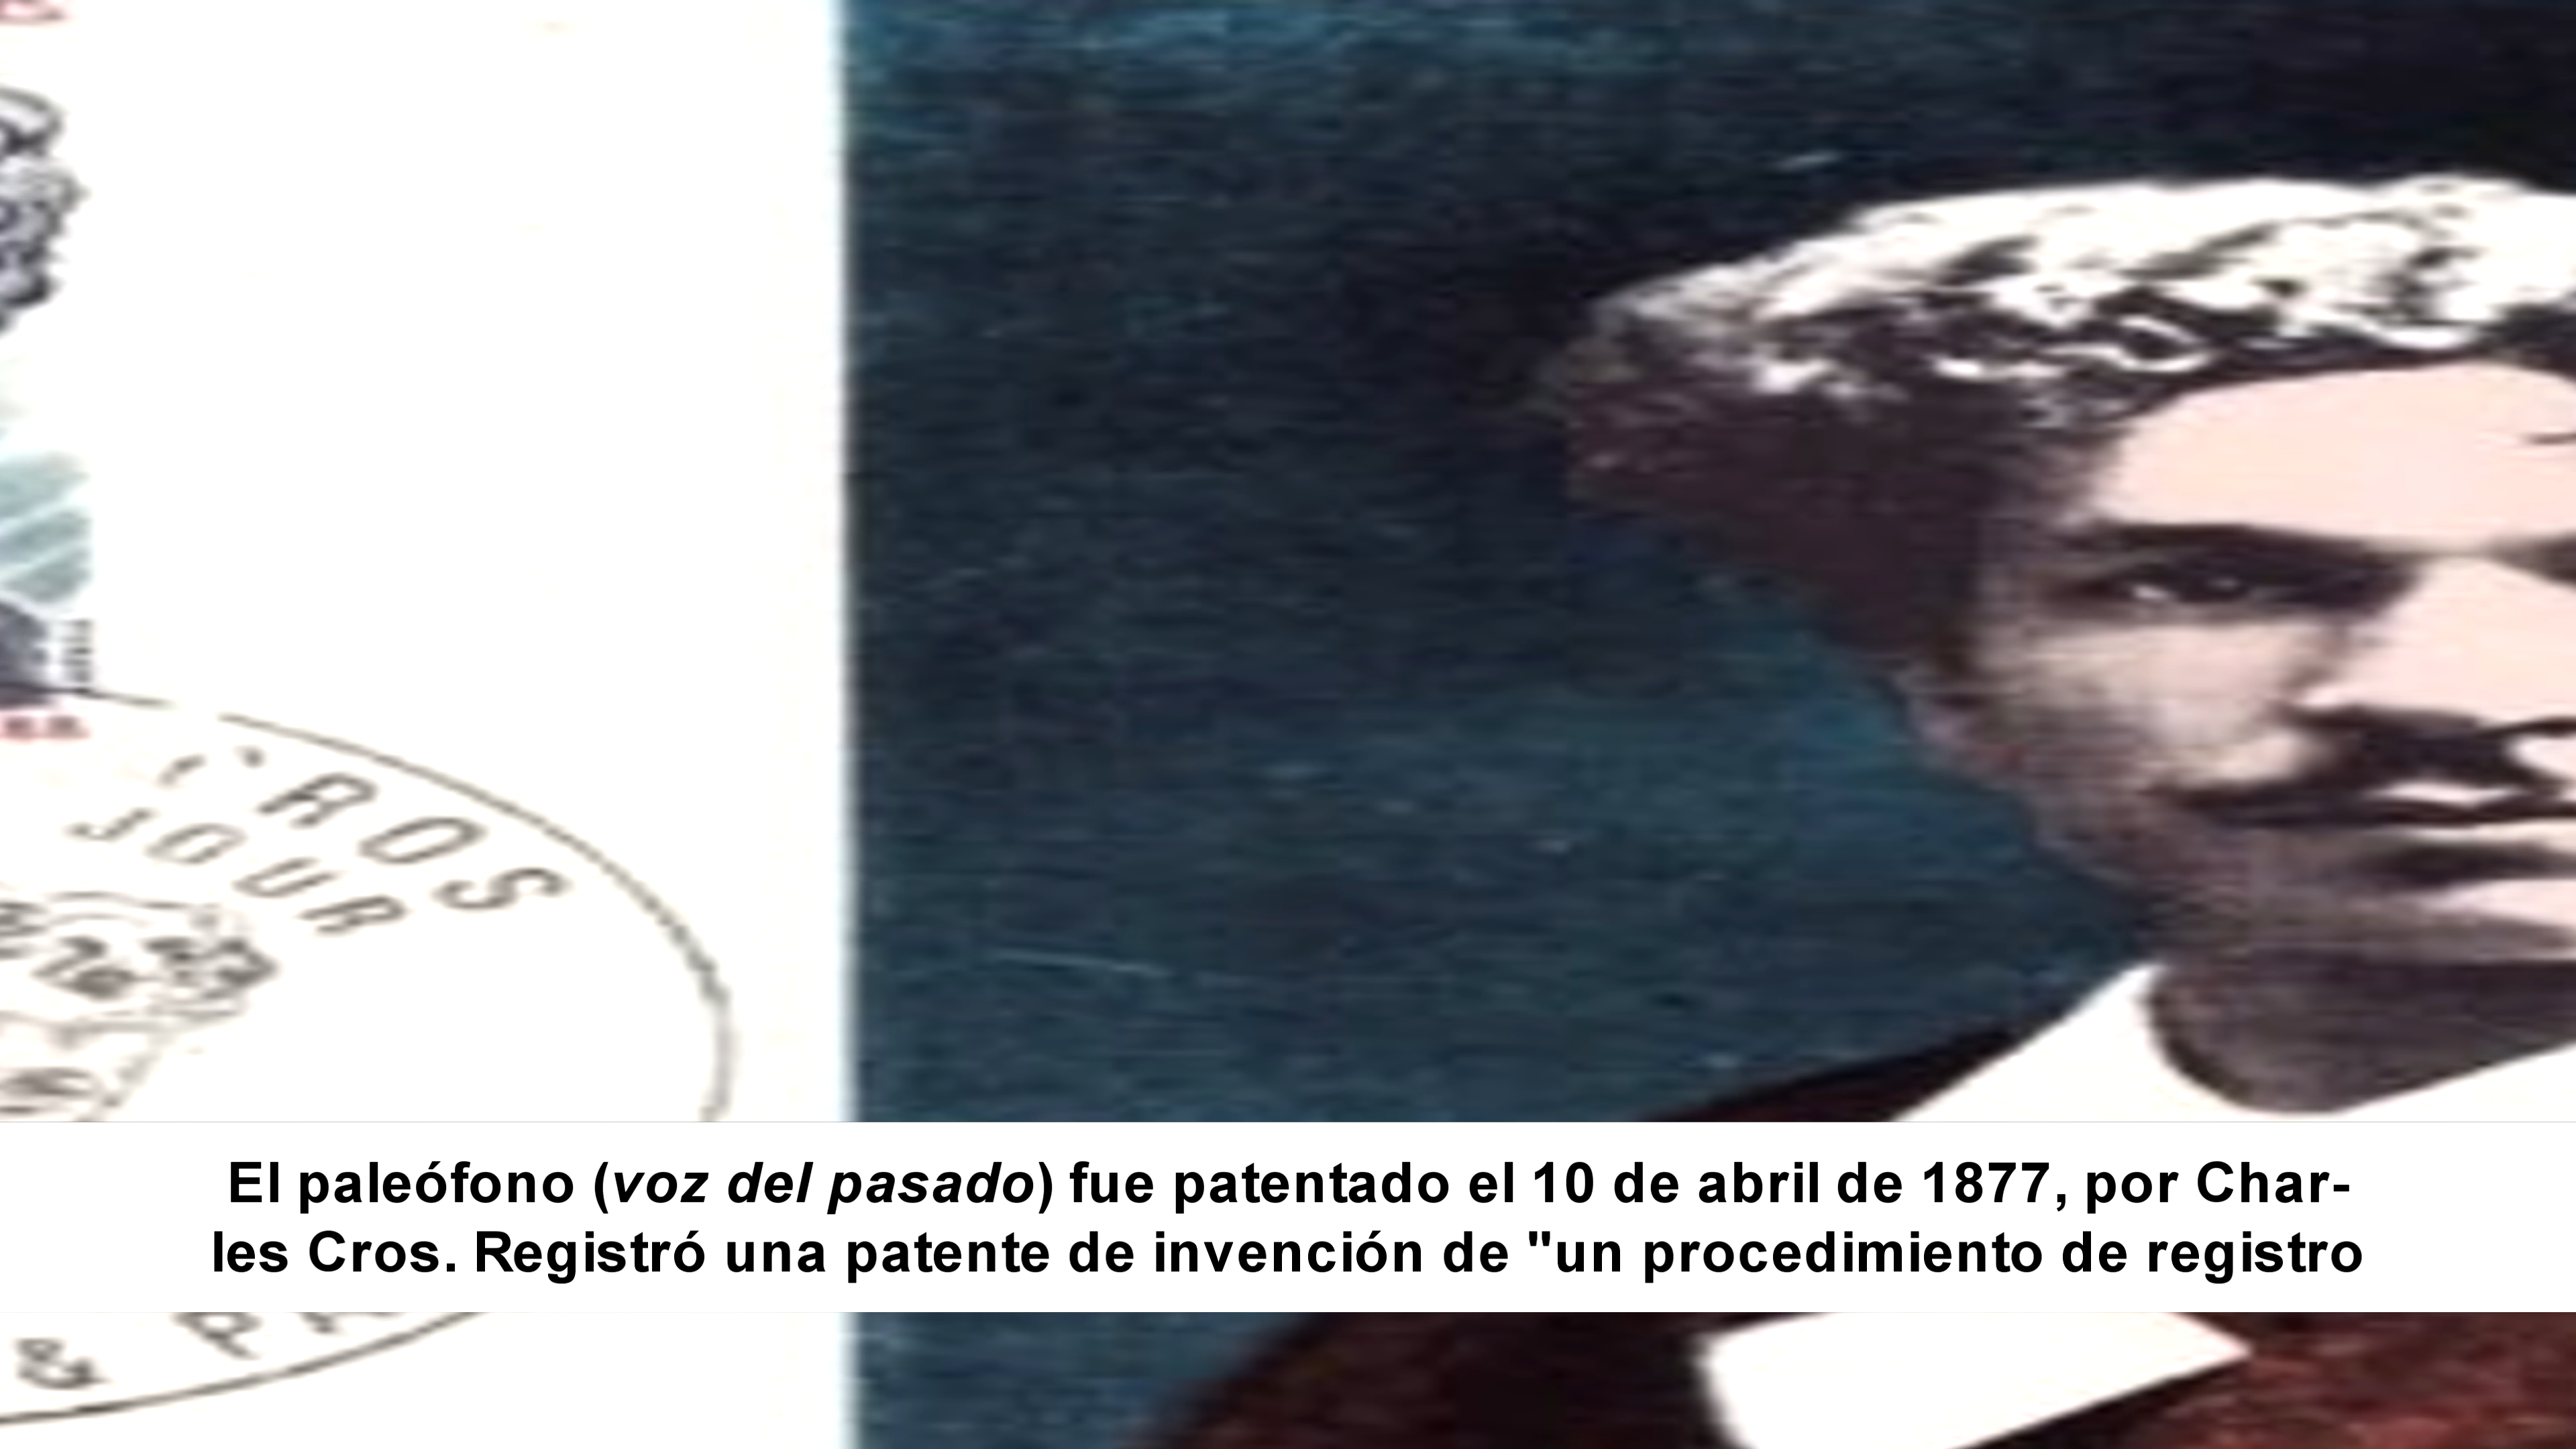 ROS
JOUR
El paleófono (voz del pasado) fue patentado el 10 de abril de 1877, por Char-
les Cros. Registró una patente de invención de "un procedimiento de registro
&